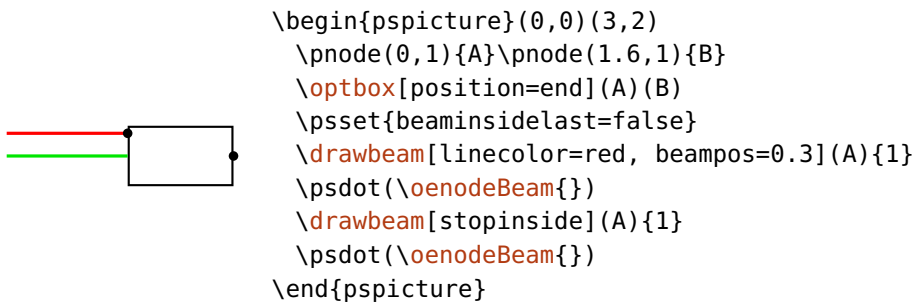 \begin{pspicture}(0,0)(3,2)
  \pnode(0,1){A}\pnode(1.6,1){B}
  \optbox[position=end](A)(B)
  \psset{beaminsidelast=false}
  \drawbeam[linecolor=red, beampos=0.3](A){1}
  \psdot(\oenodeBeam{})
  \drawbeam[stopinside](A){1}
  \psdot(\oenodeBeam{})
\end{pspicture}